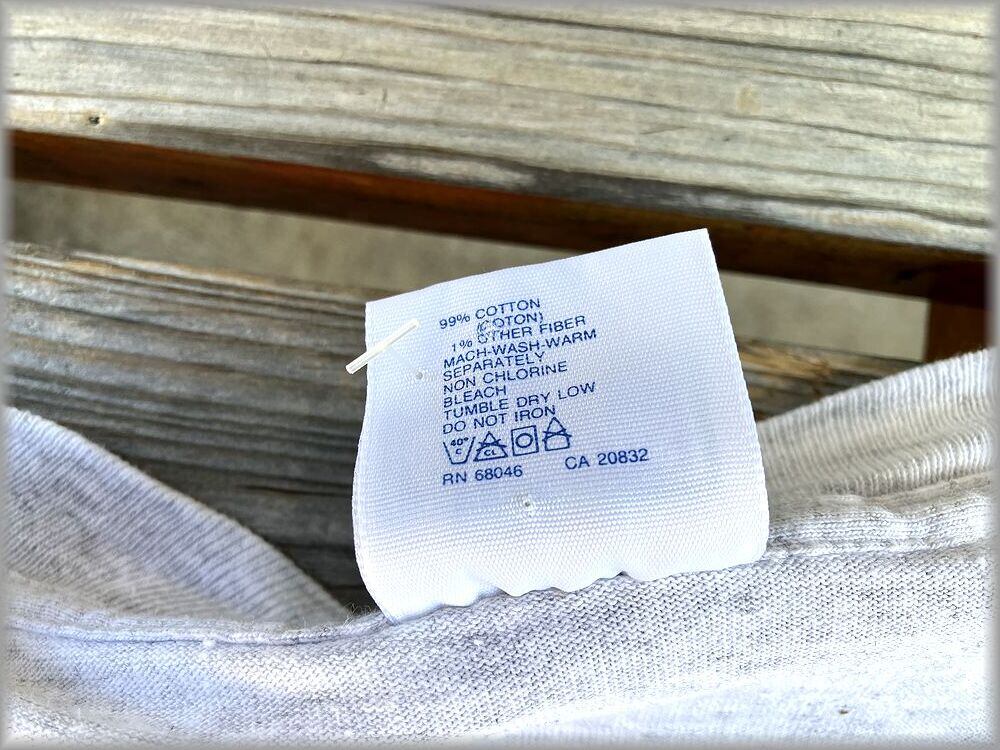 99% COTTON
(COTON)
1% OTHER FIBER
MACH-WASH-WARM
SEPARATELY
NON CHLORINE
BLEACH
TUMBLE DRY LOW
DO NOT IRON
40° C CL
RN 68046 CA 20832